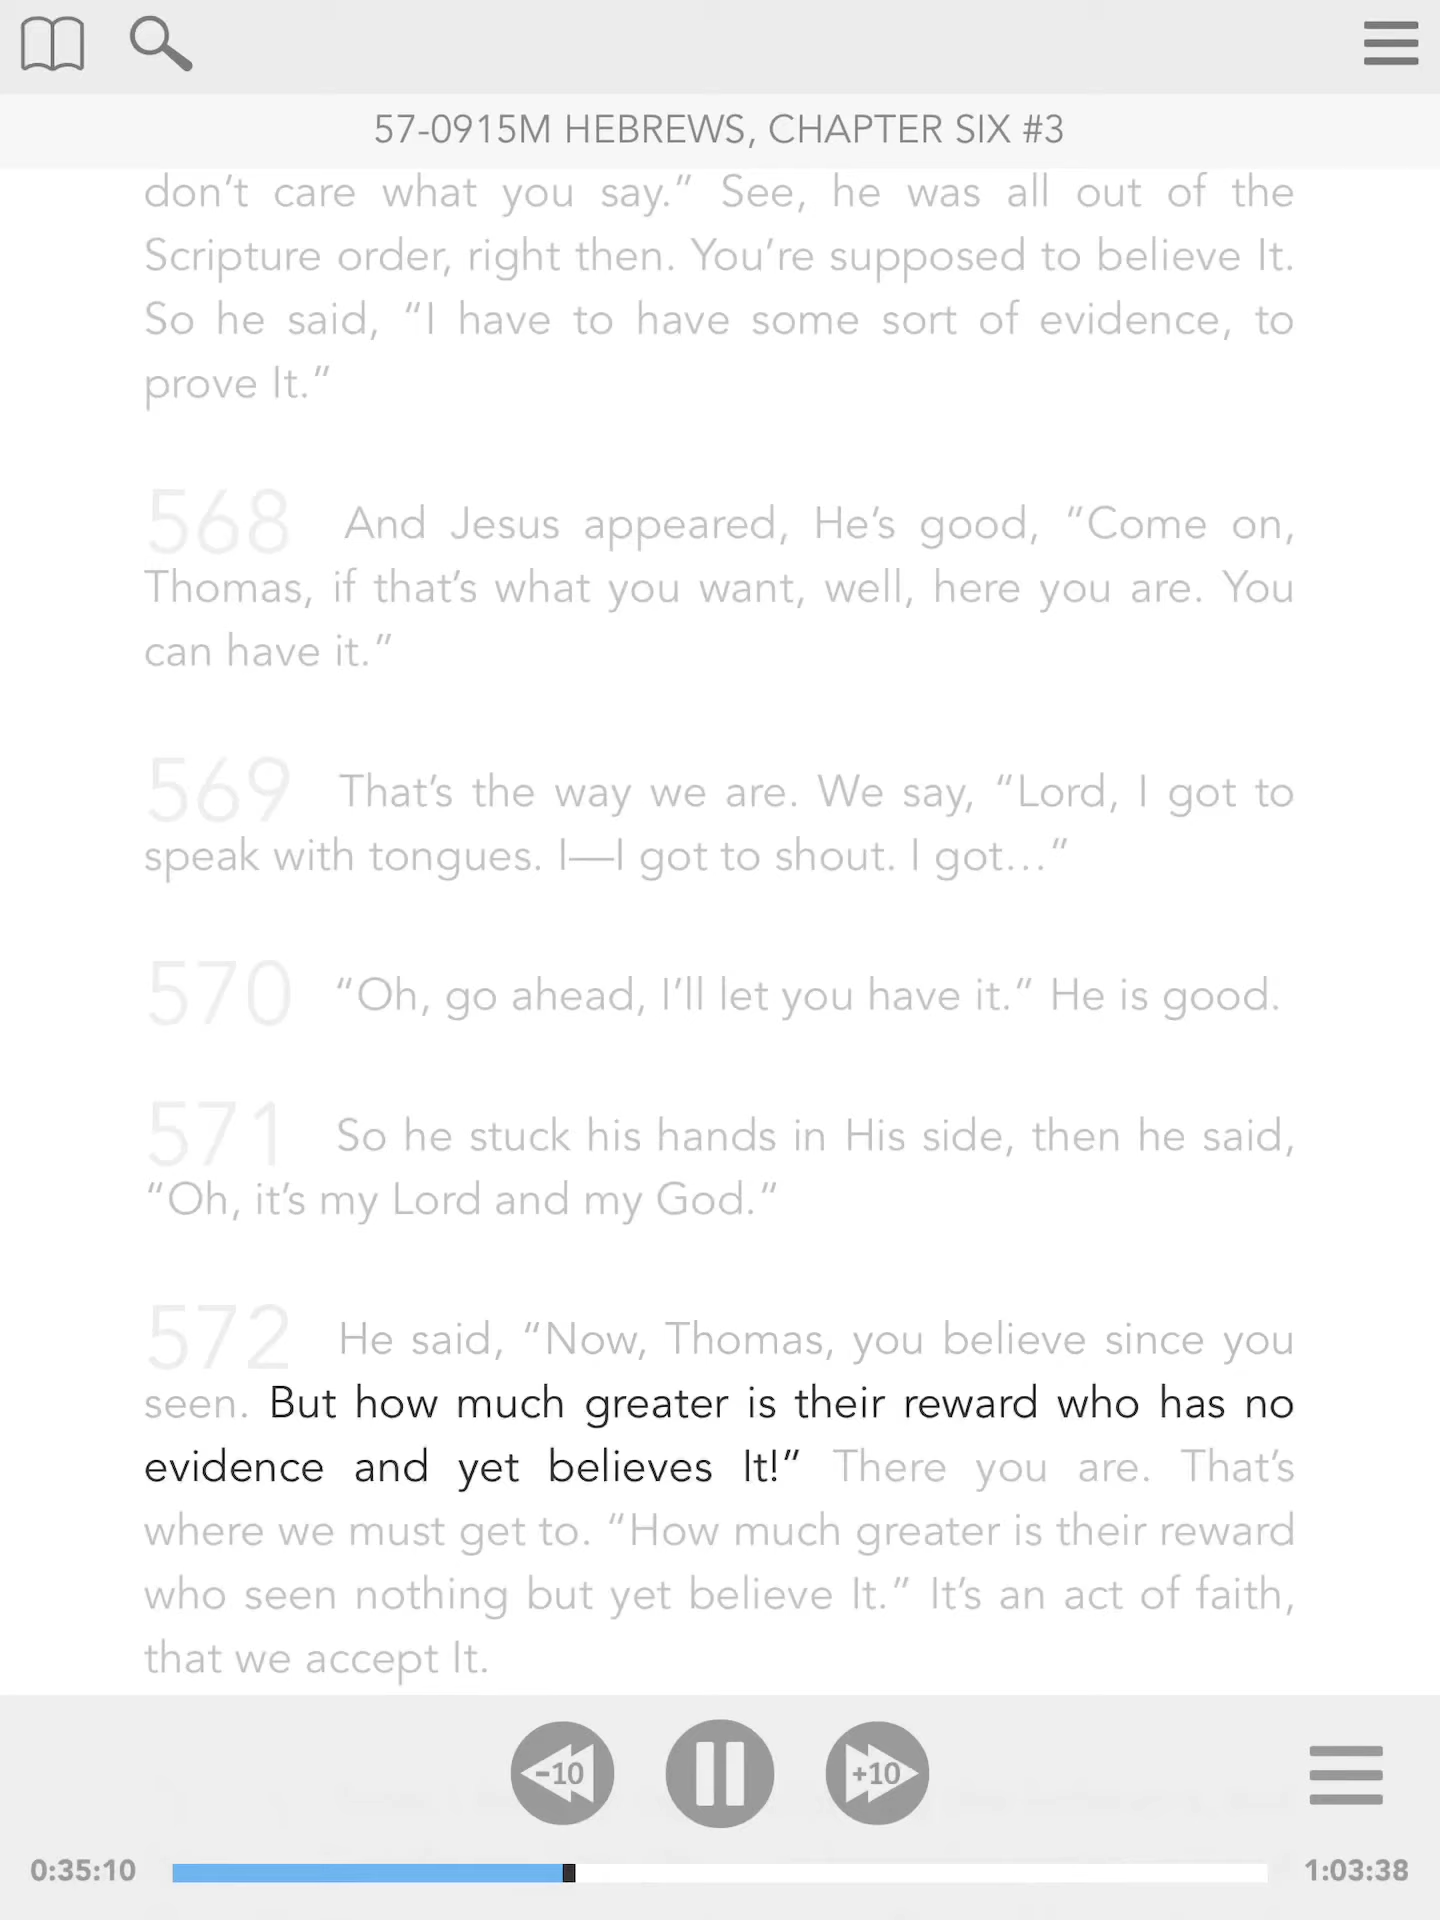 57-0915M HEBREWS, CHAPTER SIX #3
don’t care what you say.” See, he was all out of the
Scripture order, right then. You’re supposed to believe It.
So he said, “I have to have some sort of evidence, to
prove It.”
568 And Jesus appeared, He’s good, “Come on,
Thomas, if that’s what you want, well, here you are. You
can have it.”
569 That’s the way we are. We say, “Lord, I got to
speak with tongues. I—I got to shout. I got…”
570 “Oh, go ahead, I’ll let you have it.” He is good.
571 So he stuck his hands in His side, then he said,
“Oh, it’s my Lord and my God.”
572 He said, “Now, Thomas, you believe since you
seen. But how much greater is their reward who has no
evidence and yet believes It!” There you are. That’s
where we must get to. “How much greater is their reward
who seen nothing but yet believe It.” It’s an act of faith,
that we accept It.
-10 +10
0:35:10 1:03:38